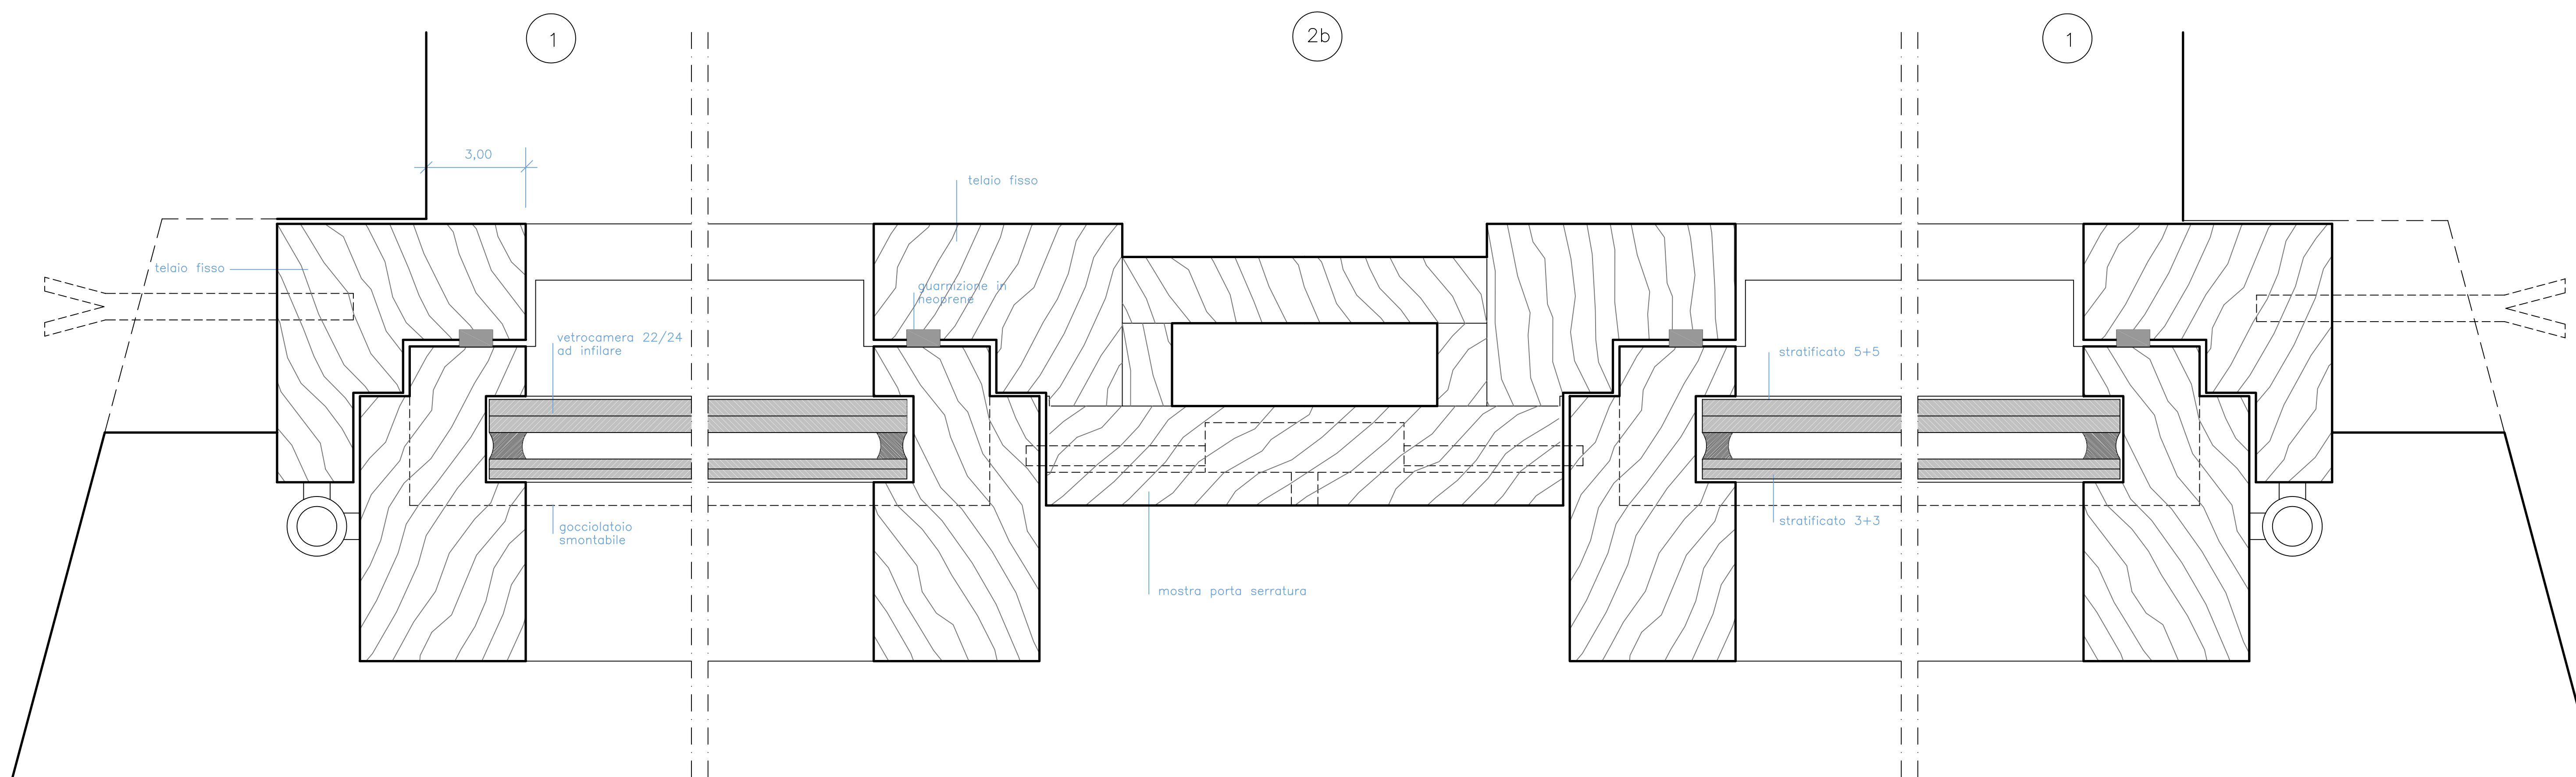 1
2b
1
3,00
telaio fisso
telaio fisso
guarnizione in
neoprene
vetrocamera 22/24
ad infilare
stratificato 5+5
gocciolatoio
smontabile
stratificato 3+3
mostra porta serratura